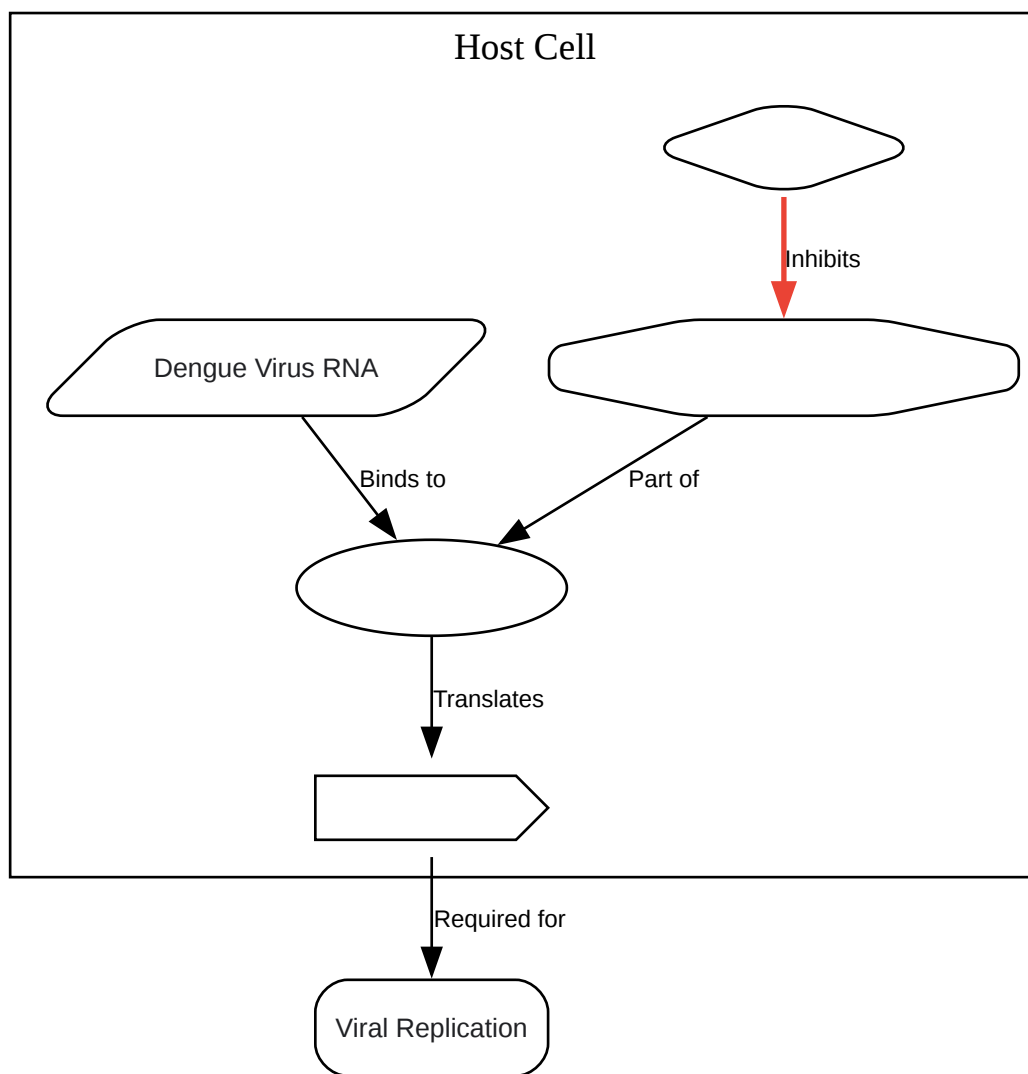 Host Cell
Inhibits
Dengue Virus RNA
Binds to
Part of
Translates
Required for
Viral Replication